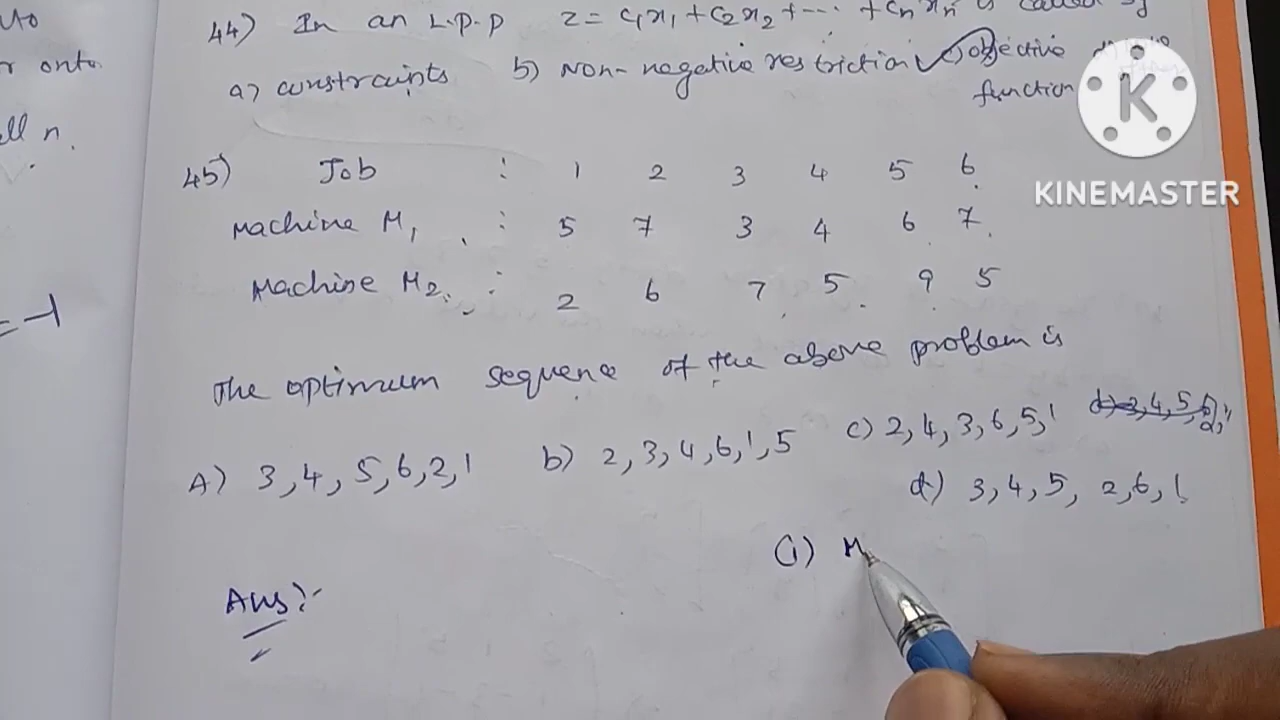 44) In an L.P.P Z = C₁x₁ + C₂x₂ + ... + Cₙxₙ is called
a) constraints b) Non-negative restriction c) objective function
r onto
ll n.
45) Job : 1 2 3 4 5 6
Machine M₁ : 5 7 3 4 6 7
Machine M₂ : 2 6 7 5 9 5
The optimum sequence of the above problem is
A) 3,4,5,6,2,1 b) 2,3,4,6,1,5 c) 2,4,3,6,5,1
d) 3,4,5,2,6,1
(i) M
Ans:-
K
KINEMASTER